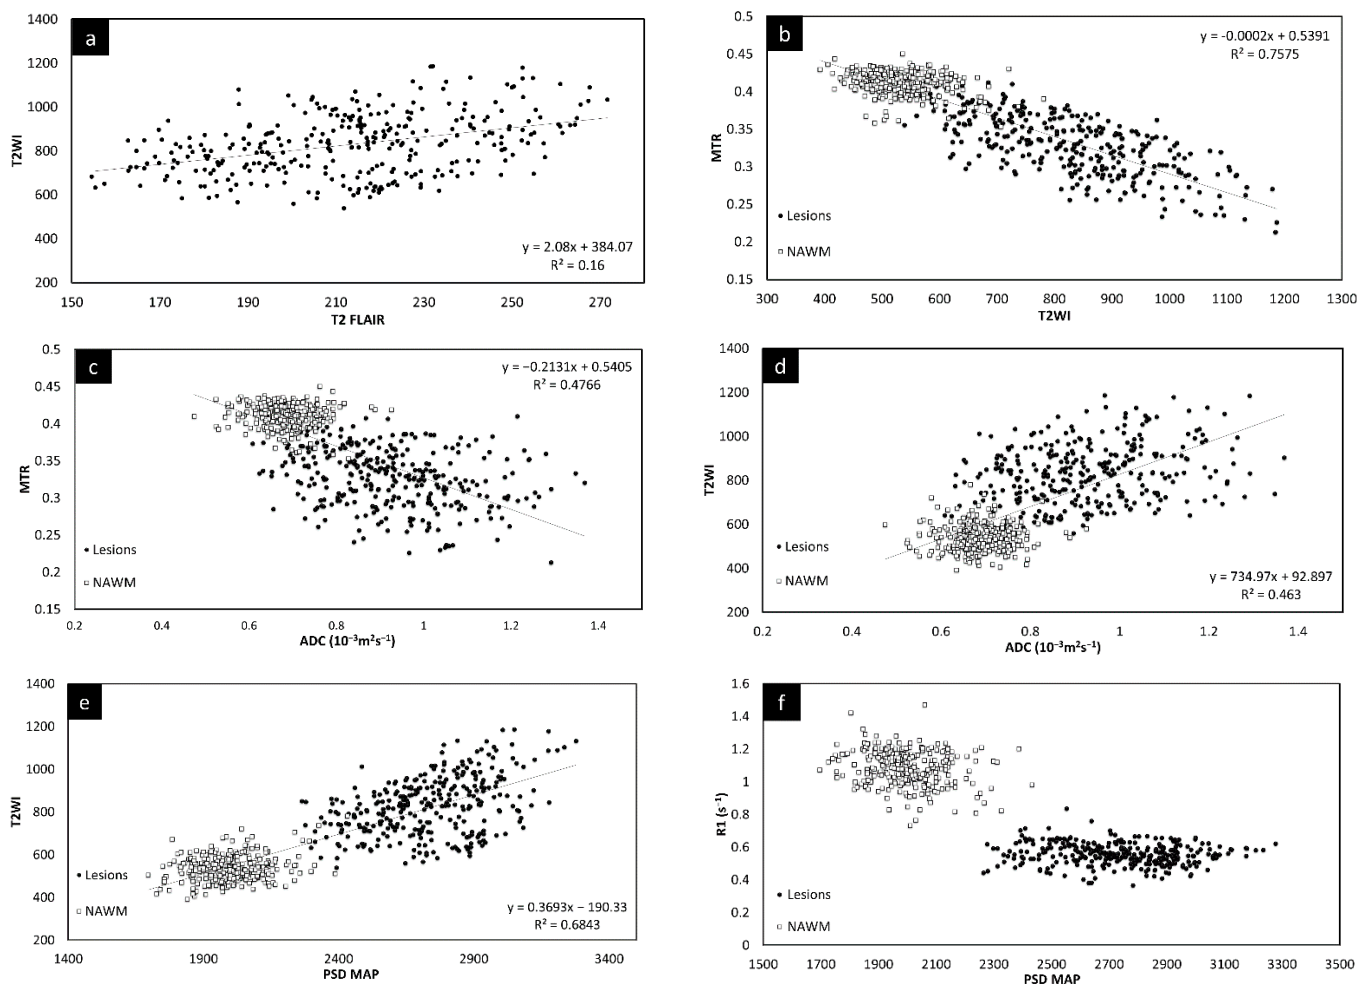 a
1400
1200
1000
800
600
400
200
T2WI
y = 2.08x + 384.07
R² = 0.16
150 170 190 210 230 250 270
T2 FLAIR
b
0.5
0.45
0.4
0.35
0.3
0.25
0.2
0.15
MTR
y = -0.0002x + 0.5391
R² = 0.7575
Lesions
NAWM
300 400 500 600 700 800 900 1000 1100 1200 1300
T2WI
c
0.5
0.45
0.4
0.35
0.3
0.25
0.2
0.15
MTR
y = −0.2131x + 0.5405
R² = 0.4766
Lesions
NAWM
0.2 0.4 0.6 0.8 1 1.2 1.4
ADC (10⁻³m²s⁻¹)
d
1400
1200
1000
800
600
400
200
T2WI
Lesions
NAWM
y = 734.97x + 92.897
R² = 0.463
0.2 0.4 0.6 0.8 1 1.2 1.4
ADC (10⁻³m²s⁻¹)
e
1400
1200
1000
800
600
400
200
T2WI
Lesions
NAWM
y = 0.3693x − 190.33
R² = 0.6843
1400 1900 2400 2900 3400
PSD MAP
f
1.6
1.4
1.2
1
0.8
0.6
0.4
0.2
0
R1 (s⁻¹)
Lesions
NAWM
1500 1700 1900 2100 2300 2500 2700 2900 3100 3300 3500
PSD MAP